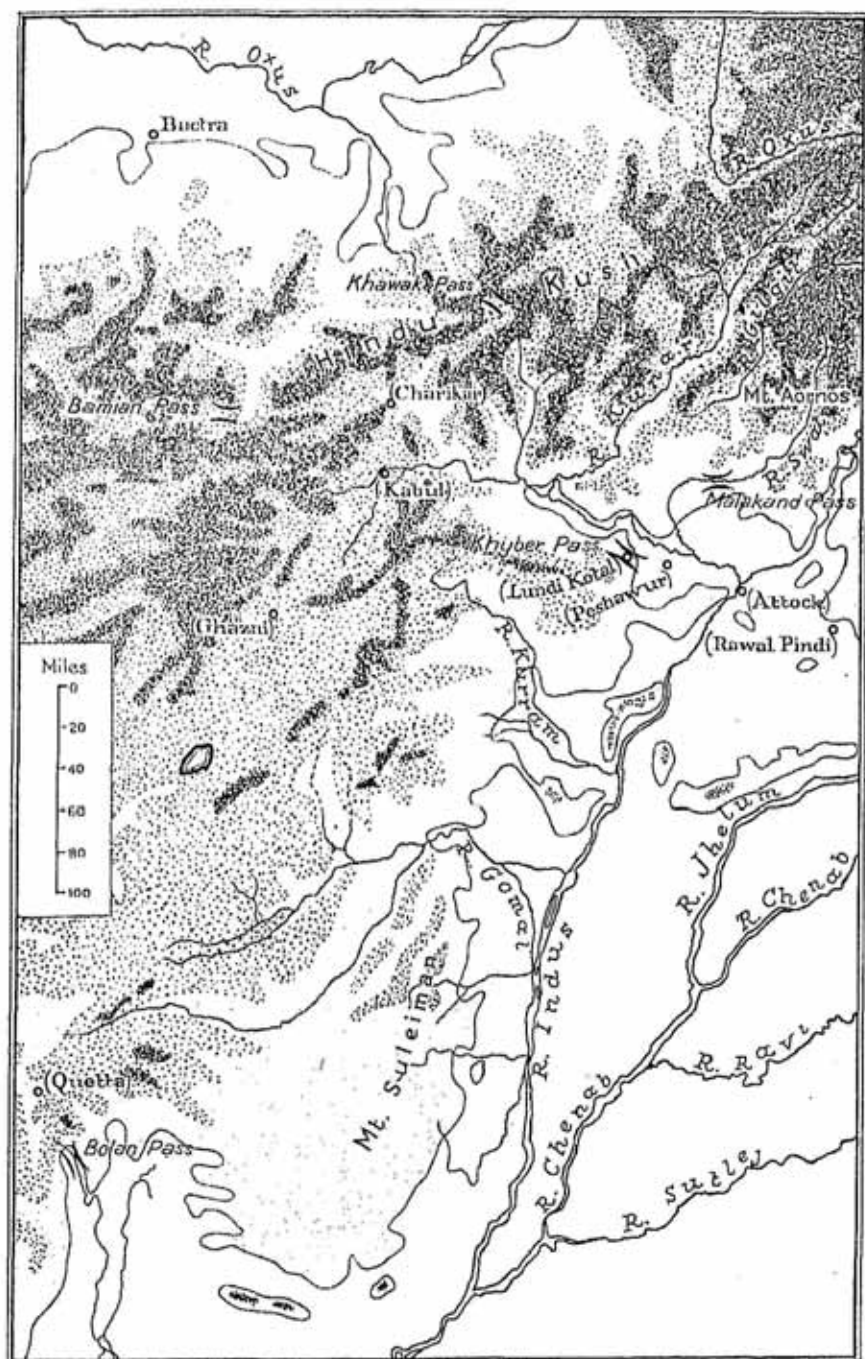 R. Oxus
Bactra
R. Oxus
Khawak Pass
Hindu Kush
R. Kunar
Gilgit
Bamian Pass
Charikar)
Mt. Aornos
R. Swat
(Kabul)
Malakand Pass
Khyber Pass
(Lundi Kotal)
(Peshawur)
(Attock)
(Ghazni)
(Rawal Pindi)
Miles
0
20
40
60
80
100
R. Kurram
R. Jhelum
R. Chenab
R. Gomal
R. Indus
Mt. Suleiman
R. Ravi
(Quetta)
R. Chenab
Bolan Pass
R. Sutlej